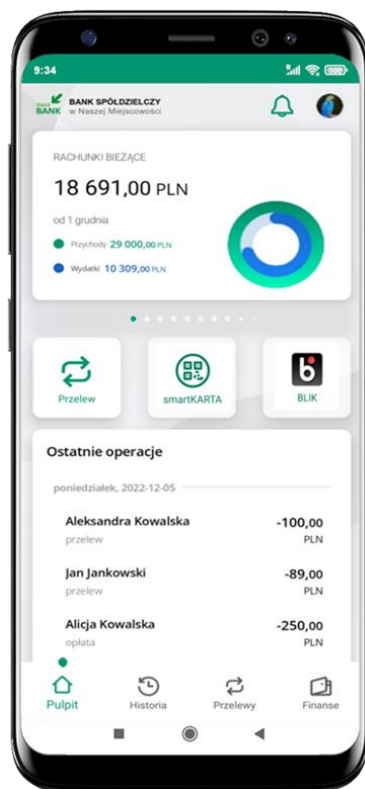 9:34
BANK SPÓŁDZIELCZY
BANK w Naszej Miejscowości
RACHUNKI BIEŻĄCE
18 691,00 PLN
od 1 grudnia
Przychody 29 000,00 PLN
Wydatki 10 309,00 PLN
Przelew
smartKARTA
BLIK
Ostatnie operacje
poniedziałek, 2022-12-05
Aleksandra Kowalska -100,00
przelew PLN
Jan Jankowski -89,00
przelew PLN
Alicja Kowalska -250,00
opłata PLN
Pulpit Historia Przelewy Finanse